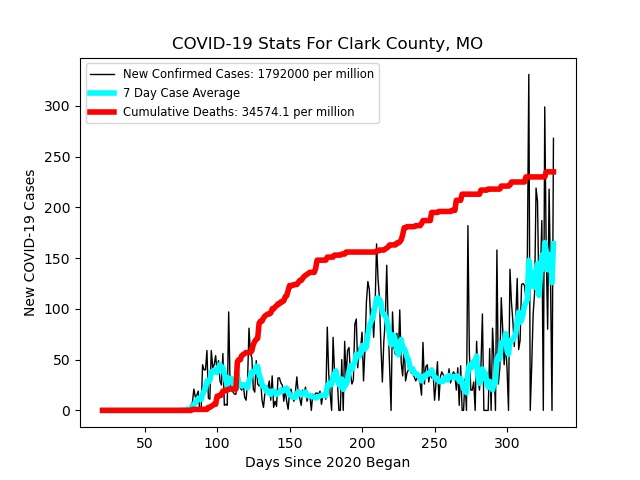 COVID-19 Stats For Clark County, MO
New Confirmed Cases: 1792000 per million
7 Day Case Average
Cumulative Deaths: 34574.1 per million
New COVID-19 Cases
300
250
200
150
100
50
0
50 100 150 200 250 300
Days Since 2020 Began